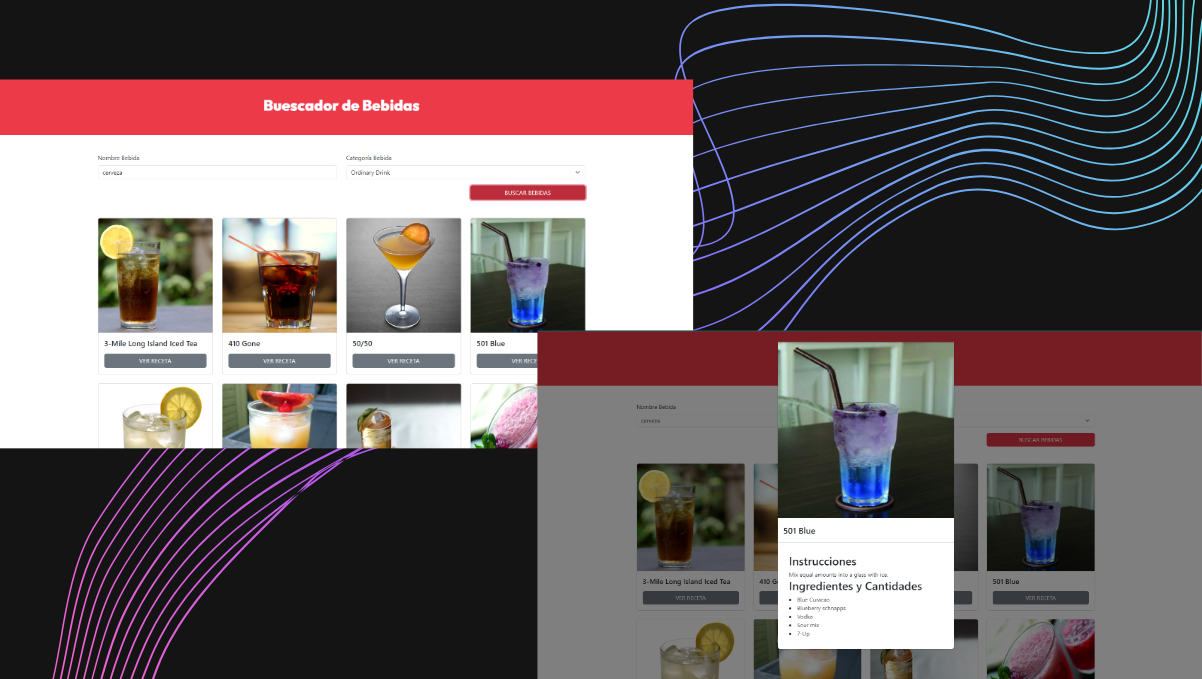 Buescador de Bebidas
Nombre Bebida
Categoría Bebida
cerveza
Ordinary Drink
BUSCAR BEBIDAS
3-Mile Long Island Iced Tea
410 Gone
50/50
501 Blue
VER RECETA
VER RECETA
VER RECETA
VER RECE
Nombre Bebida
cerveza
BUSCAR BEBIDAS
501 Blue
Instrucciones
Mix equal amounts into a glass with ice.
Ingredientes y Cantidades
Blue Curacao
Blueberry schnapps
Vodka
Sour mix
7-Up
3-Mile Long Island Iced Tea
410 G
501 Blue
VER RECETA
VER RECETA